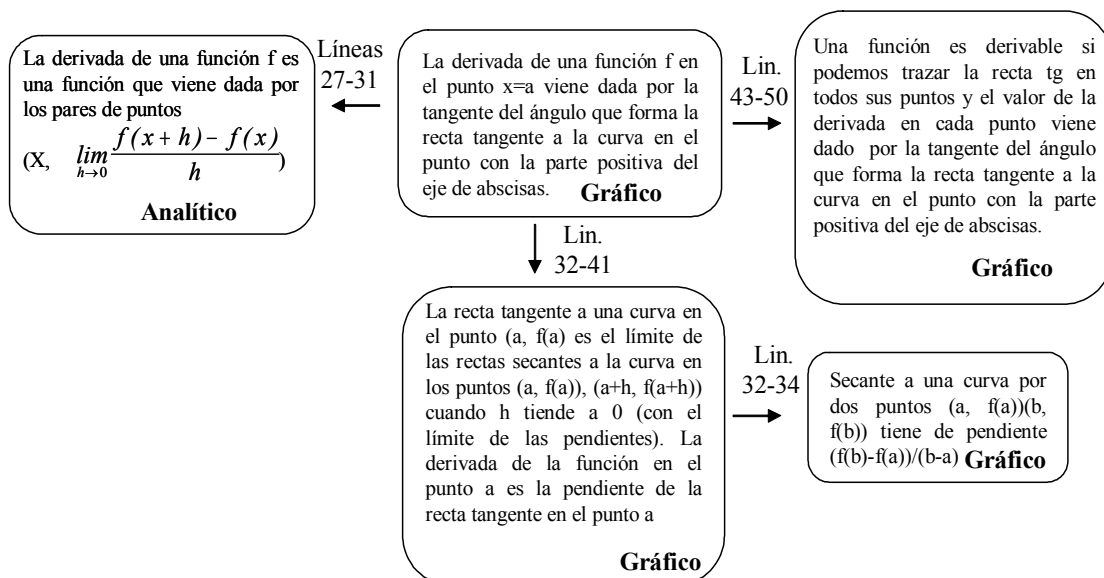 La derivada de una función f es
una función que viene dada por
los pares de puntos
(X, lim h→0 f(x + h) − f(x) / h)
Analítico
Líneas
27-31
La derivada de una función f en
el punto x=a viene dada por la
tangente del ángulo que forma la
recta tangente a la curva en el
punto con la parte positiva del
eje de abscisas. Gráfico
Lin.
43-50
Una función es derivable si
podemos trazar la recta tg en
todos sus puntos y el valor de la
derivada en cada punto viene
dado por la tangente del ángulo
que forma la recta tangente a la
curva en el punto con la parte
positiva del eje de abscisas.
Gráfico
Lin.
32-41
La recta tangente a una curva en
el punto (a, f(a) es el límite de
las rectas secantes a la curva en
los puntos (a, f(a)), (a+h, f(a+h))
cuando h tiende a 0 (con el
límite de las pendientes). La
derivada de la función en el
punto a es la pendiente de la
recta tangente en el punto a
Gráfico
Lin.
32-34
Secante a una curva por
dos puntos (a, f(a))(b,
f(b)) tiene de pendiente
(f(b)-f(a))/(b-a) Gráfico